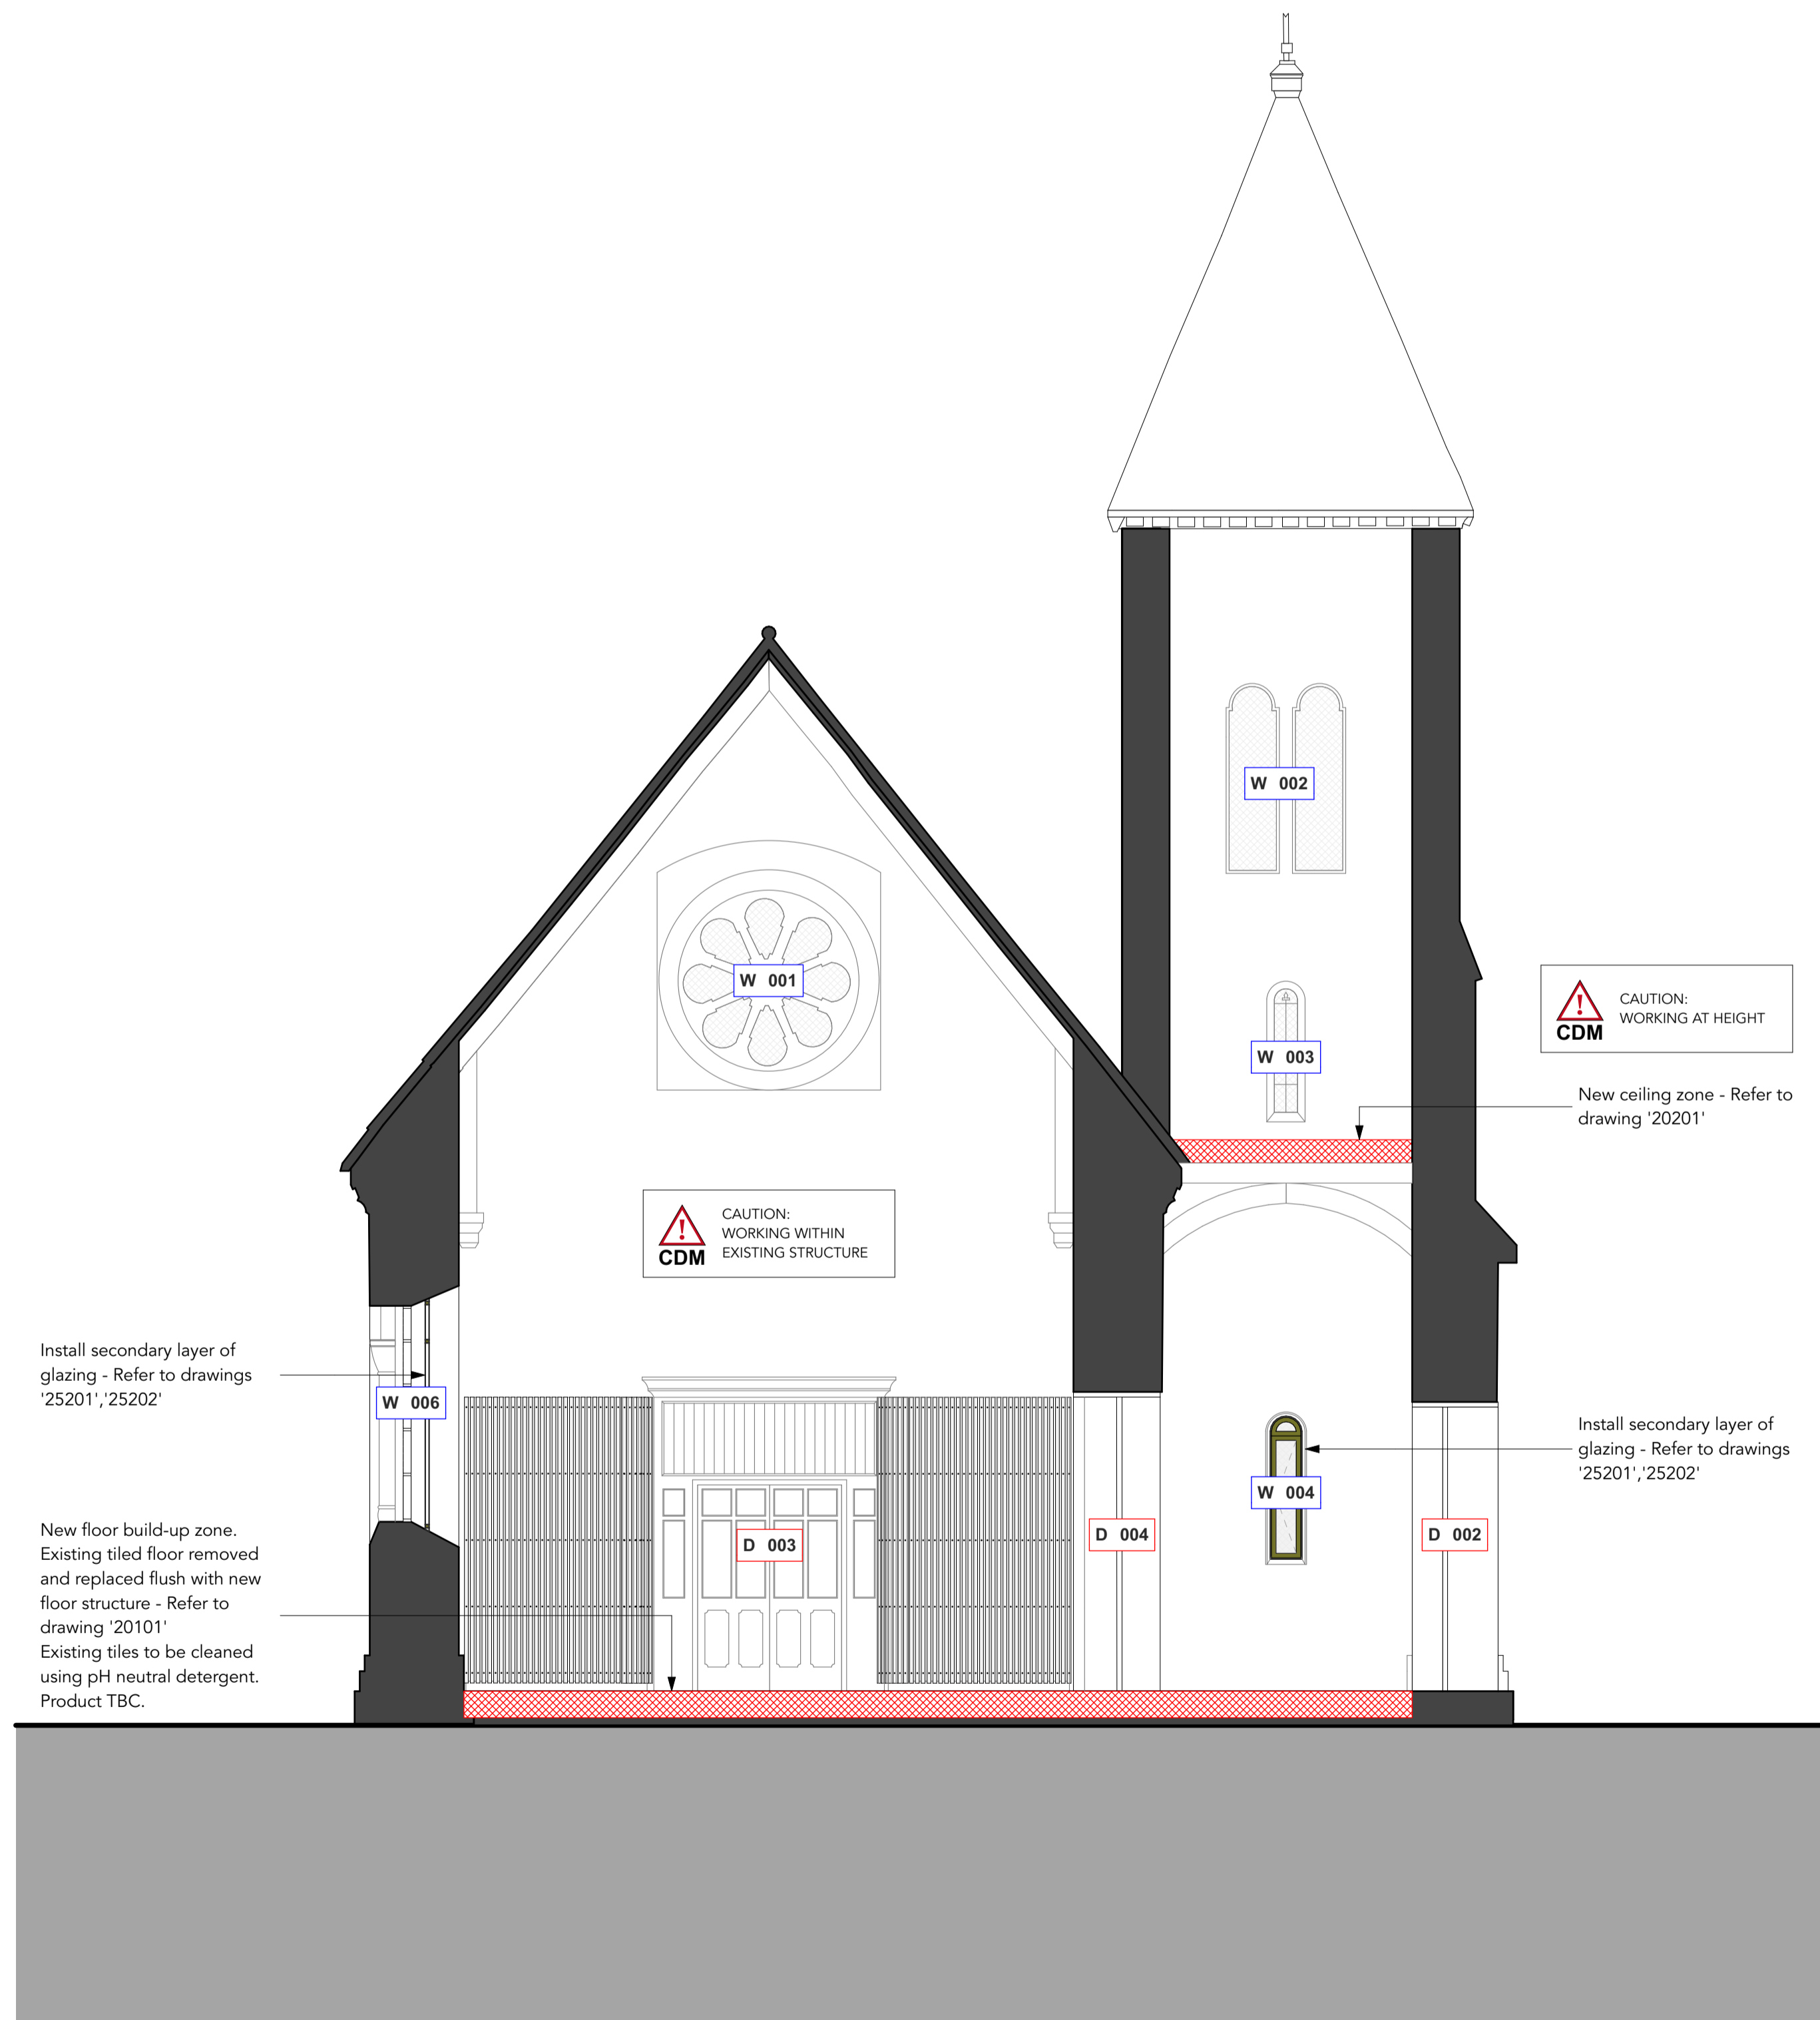 W 002
W 001
CDM
CAUTION:
WORKING AT HEIGHT
W 003
New ceiling zone - Refer to
drawing '20201'
CDM
CAUTION:
WORKING WITHIN
EXISTING STRUCTURE
Install secondary layer of
glazing - Refer to drawings
'25201','25202'
W 006
Install secondary layer of
glazing - Refer to drawings
'25201','25202'
W 004
New floor build-up zone.
Existing tiled floor removed
and replaced flush with new
floor structure - Refer to
drawing '20101'
Existing tiles to be cleaned
using pH neutral detergent.
Product TBC.
D 003
D 004
D 002